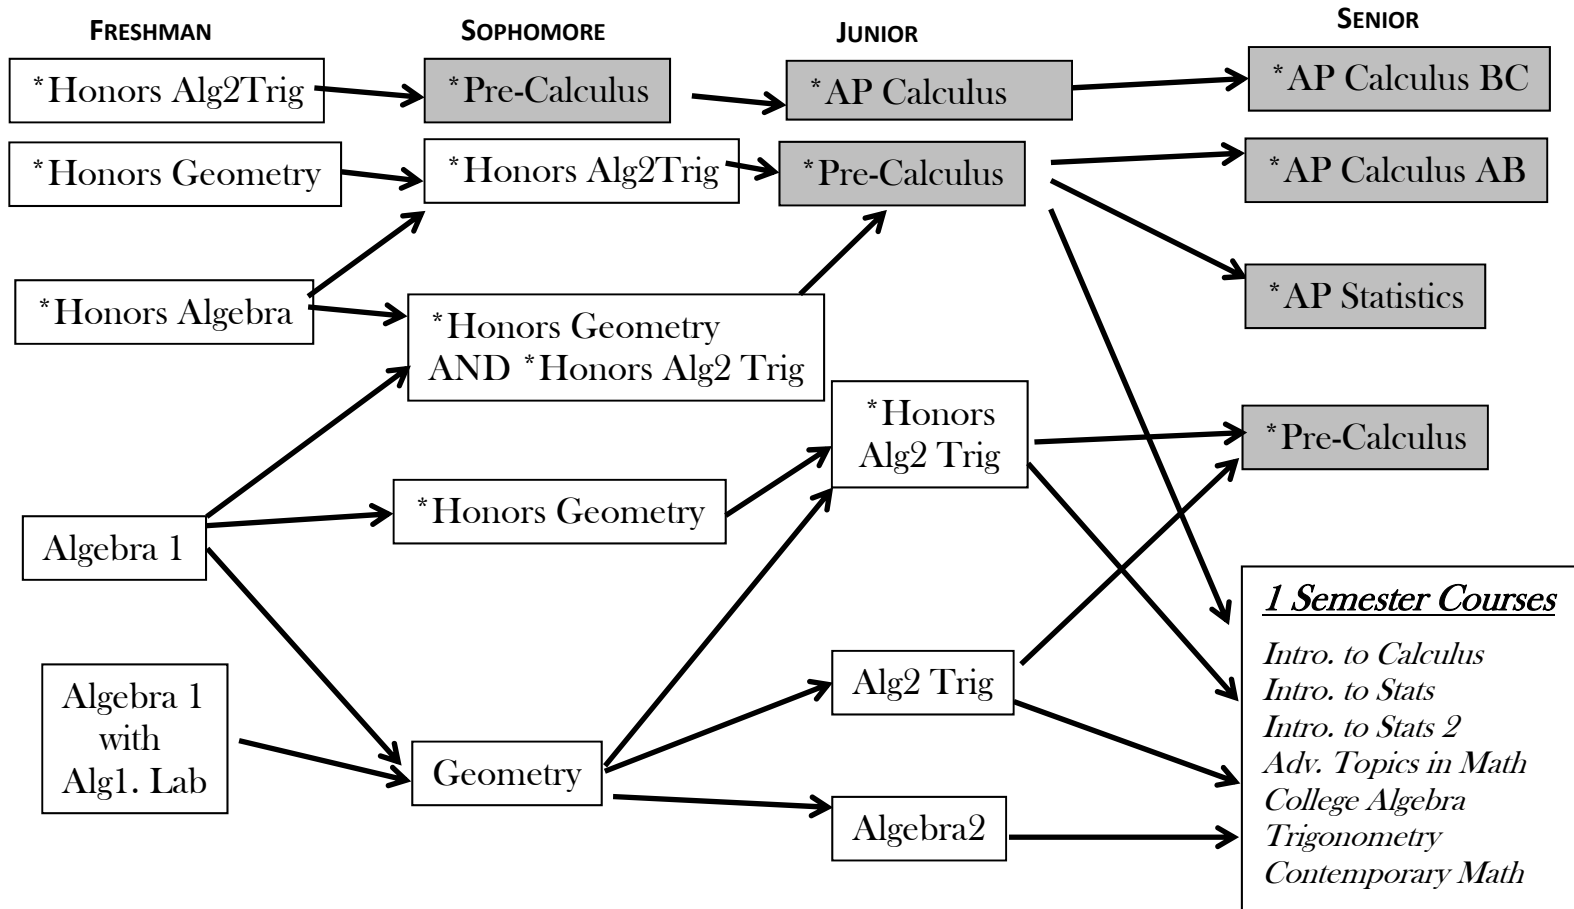 FRESHMAN
*Honors Alg2Trig
*Honors Geometry
*Honors Algebra
Algebra 1
Algebra 1
with
Alg1. Lab
SOPHOMORE
*Pre-Calculus
*Honors Alg2Trig
*Honors Geometry
AND *Honors Alg2 Trig
*Honors Geometry
Geometry
JUNIOR
*AP Calculus
*Pre-Calculus
*Honors
Alg2 Trig
Alg2 Trig
Algebra2
SENIOR
*AP Calculus BC
*AP Calculus AB
*AP Statistics
*Pre-Calculus
1 Semester Courses
Intro. to Calculus
Intro. to Stats
Intro. to Stats 2
Adv. Topics in Math
College Algebra
Trigonometry
Contemporary Math